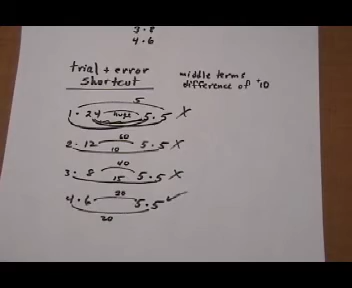 3 · 8
4 · 6
trial + error
shortcut
middle terms
difference of +10
5
1 · 24 huge 5 · 5 X
60
2 · 12 5 · 5 X
10
40
3 · 8 15 5 · 5 X
30
4 · 6 5 · 5 ✓
20